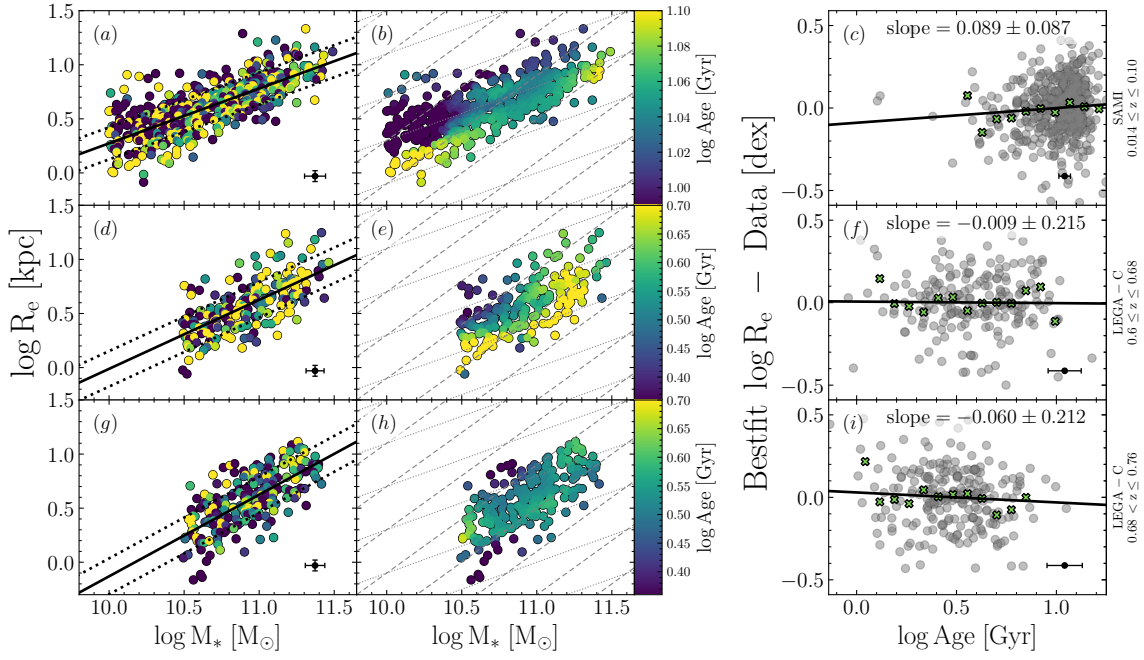 (a)
(b)
(c)
slope = 0.089 ± 0.087
1.5
1.0
0.5
0.0
1.10
1.08
1.06
1.04
1.02
1.00
log Age [Gyr]
0.5
0.0
−0.5
SAMI
0.014 ≤ z ≤ 0.10
(d)
(e)
(f)
slope = −0.009 ± 0.215
1.5
1.0
0.5
0.0
log Rₑ [kpc]
0.70
0.65
0.60
0.55
0.50
0.45
0.40
log Age [Gyr]
Bestfit log Rₑ − Data [dex]
0.5
0.0
−0.5
LEGA − C
0.6 ≤ z ≤ 0.68
(g)
(h)
(i)
slope = −0.060 ± 0.212
1.5
1.0
0.5
0.0
0.70
0.65
0.60
0.55
0.50
0.45
0.40
log Age [Gyr]
0.5
0.0
−0.5
LEGA − C
0.68 < z ≤ 0.76
10.0 10.5 11.0 11.5
10.0 10.5 11.0 11.5
0.0 0.5 1.0
log M_* [M_⊙]
log M_* [M_⊙]
log Age [Gyr]